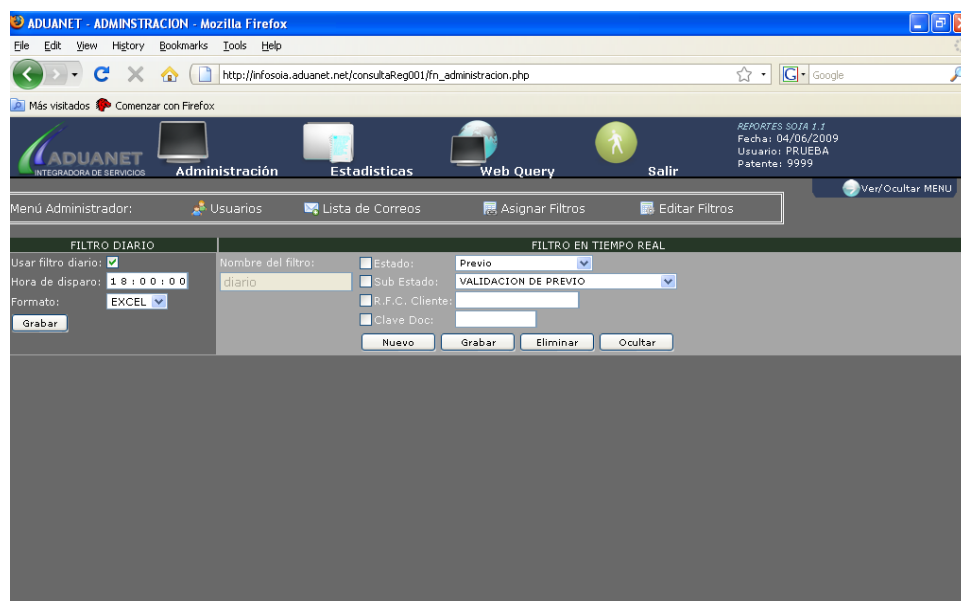 ADUANET - ADMINSTRACION - Mozilla Firefox
File Edit View History Bookmarks Tools Help
http://infosoia.aduanet.net/consultaReg001/fn_administracion.php
G Google
Más visitados Comenzar con Firefox
ADUANET
INTEGRADORA DE SERVICIOS
Administración
Estadisticas
Web Query
Salir
REPORTES SOIA 1.1
Fecha: 04/06/2009
Usuario: PRUEBA
Patente: 9999
Ver/Ocultar MENU
Menú Administrador: Usuarios Lista de Correos Asignar Filtros Editar Filtros
FILTRO DIARIO
Usar filtro diario:
Hora de disparo: 18:00:00
Formato: EXCEL
Grabar
FILTRO EN TIEMPO REAL
Nombre del filtro:
diario
Estado: Previo
Sub Estado: VALIDACION DE PREVIO
R.F.C. Cliente:
Clave Doc:
Nuevo Grabar Eliminar Ocultar